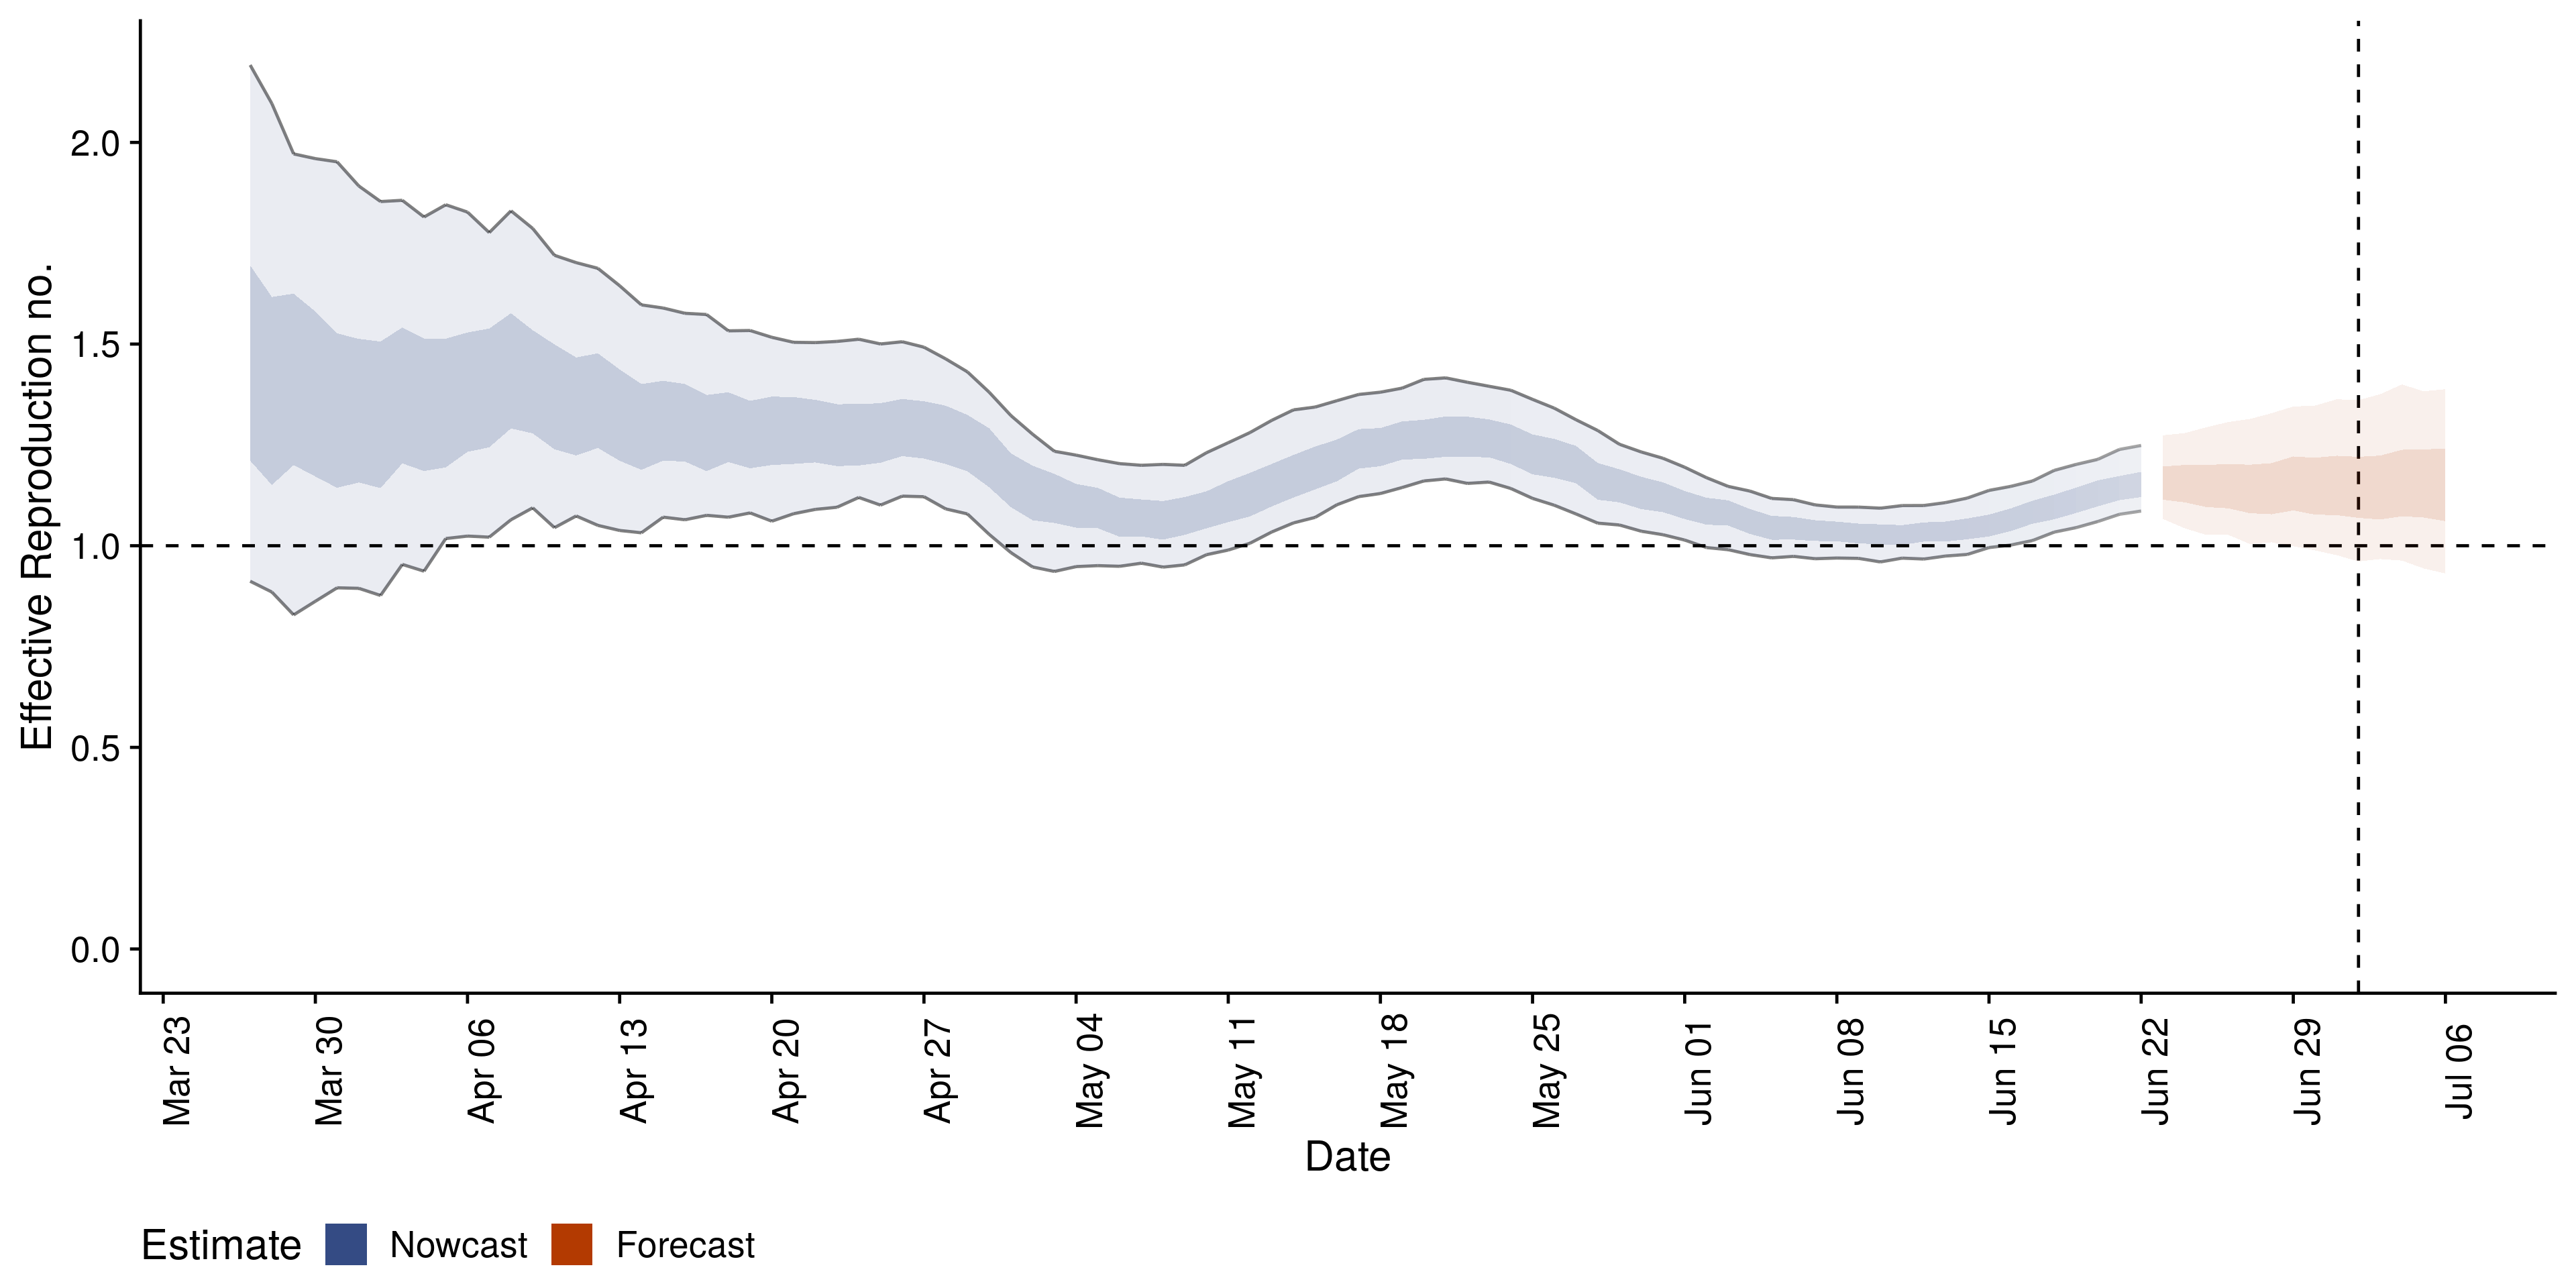 Effective Reproduction no.
2.0
1.5
1.0
0.5
0.0
Mar 23
Mar 30
Apr 06
Apr 13
Apr 20
Apr 27
May 04
May 11
May 18
May 25
Jun 01
Jun 08
Jun 15
Jun 22
Jun 29
Jul 06
Date
Estimate Nowcast Forecast